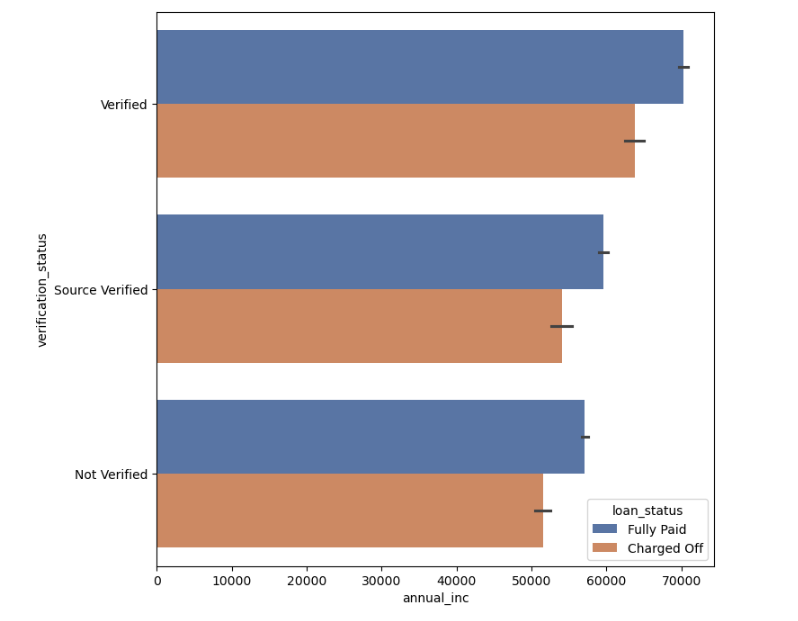 Verified
Source Verified
Not Verified
verification_status
loan_status
Fully Paid
Charged Off
0 10000 20000 30000 40000 50000 60000 70000
annual_inc